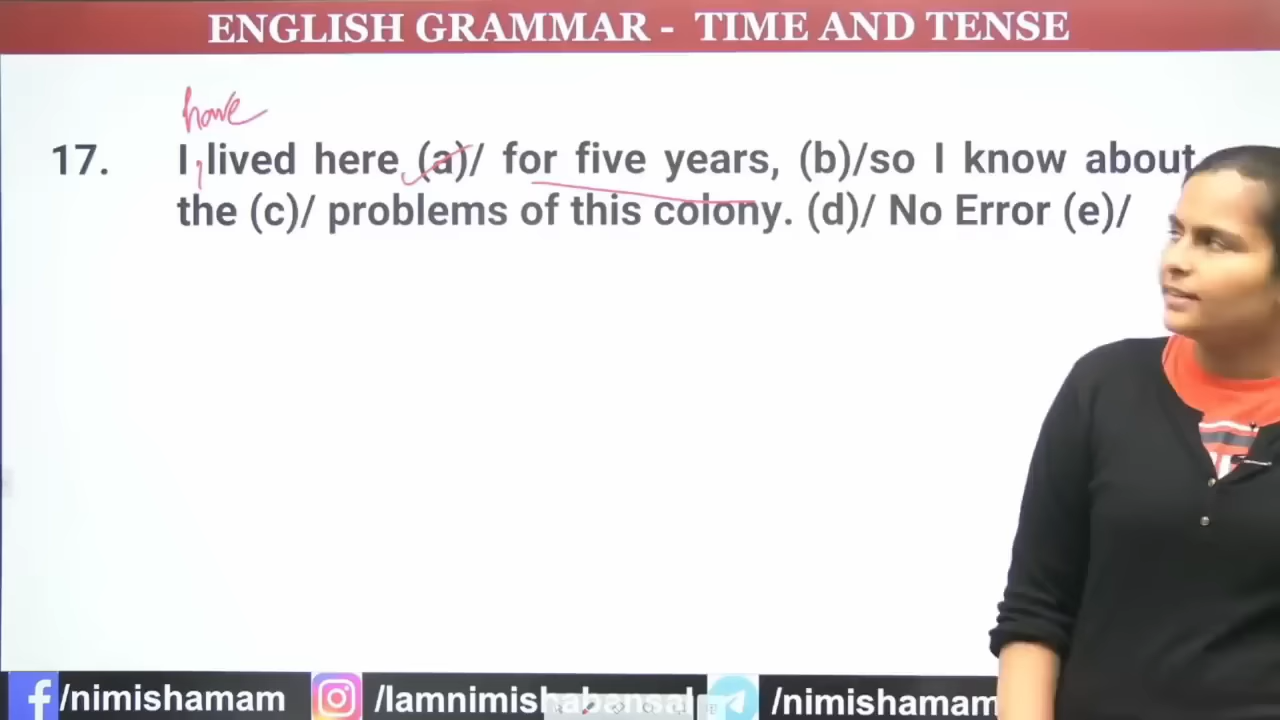 ENGLISH GRAMMAR - TIME AND TENSE
have
17. I lived here (a)/ for five years, (b)/so I know about
the (c)/ problems of this colony. (d)/ No Error (e)/
/nimishamam
/Iamnimishabansal
/nimishamam